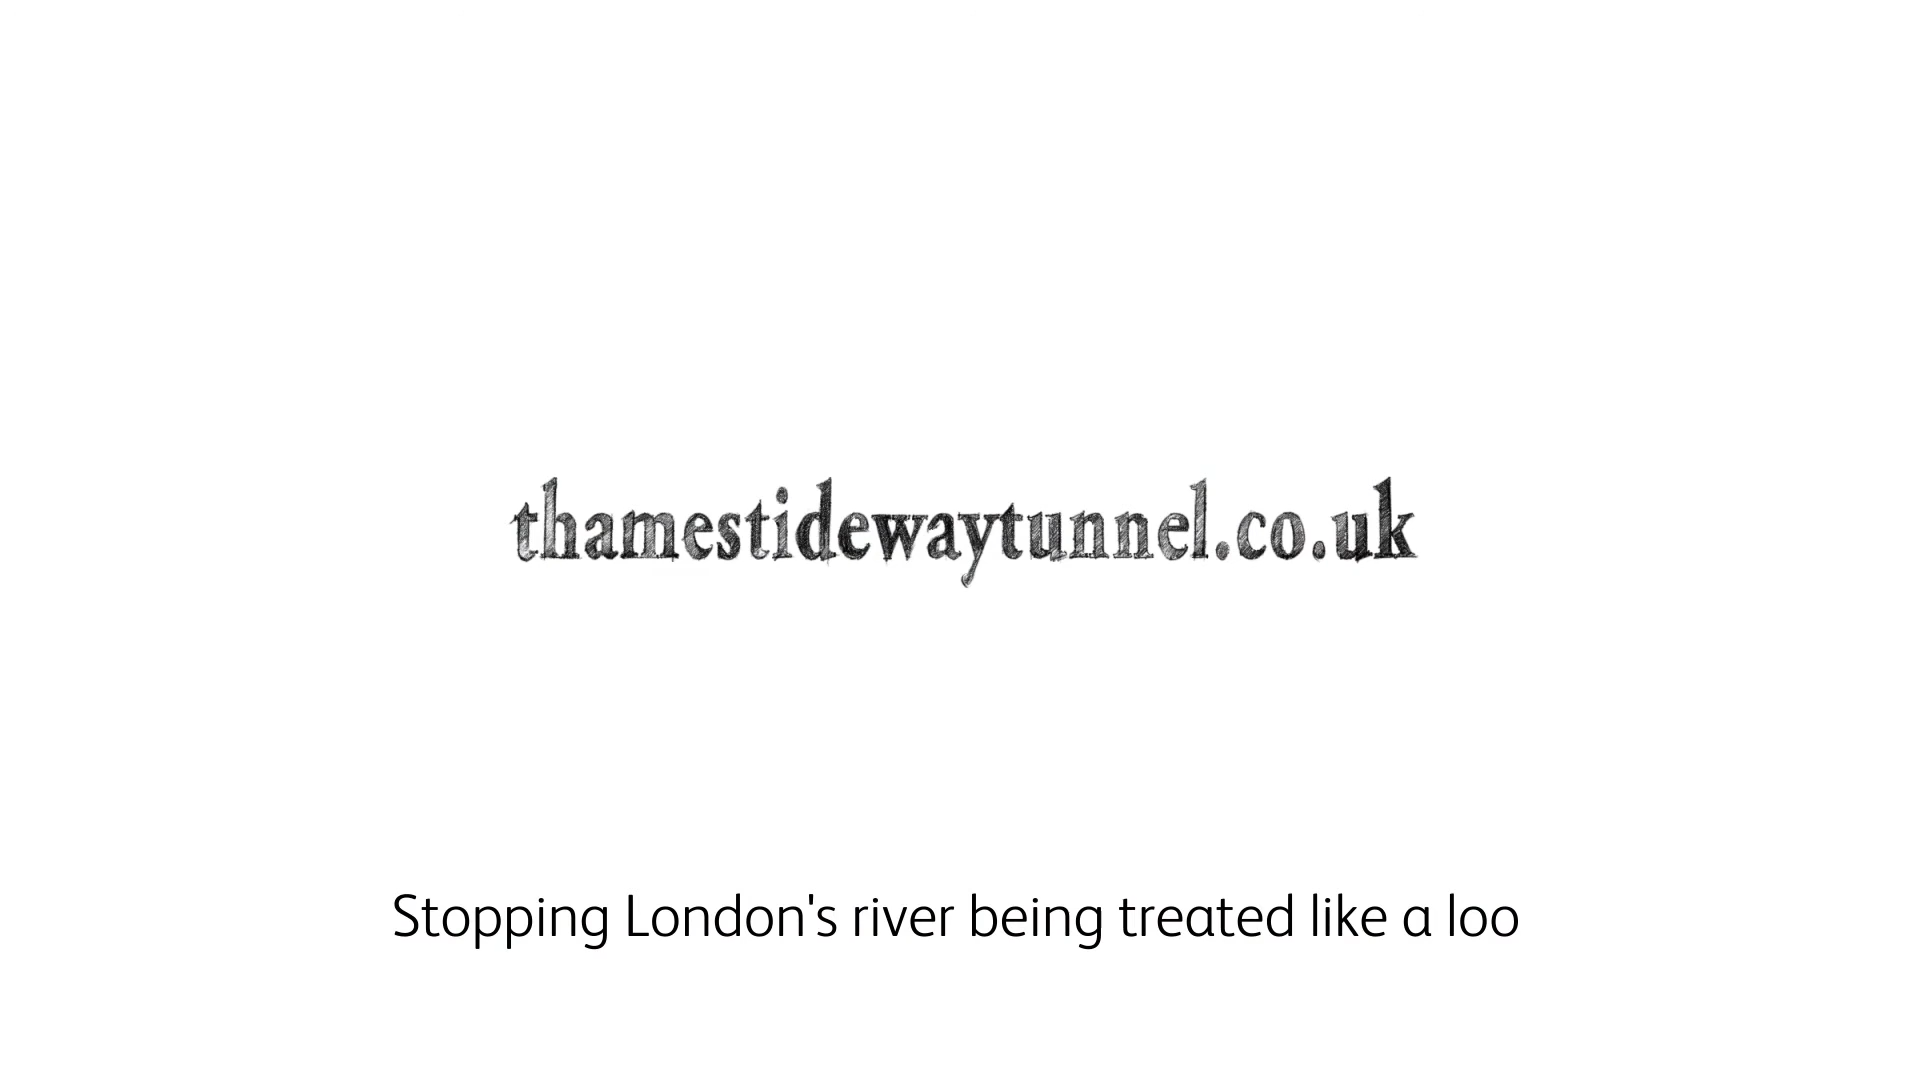 thamestidewaytunnel.co.uk
Stopping London's river being treated like a loo